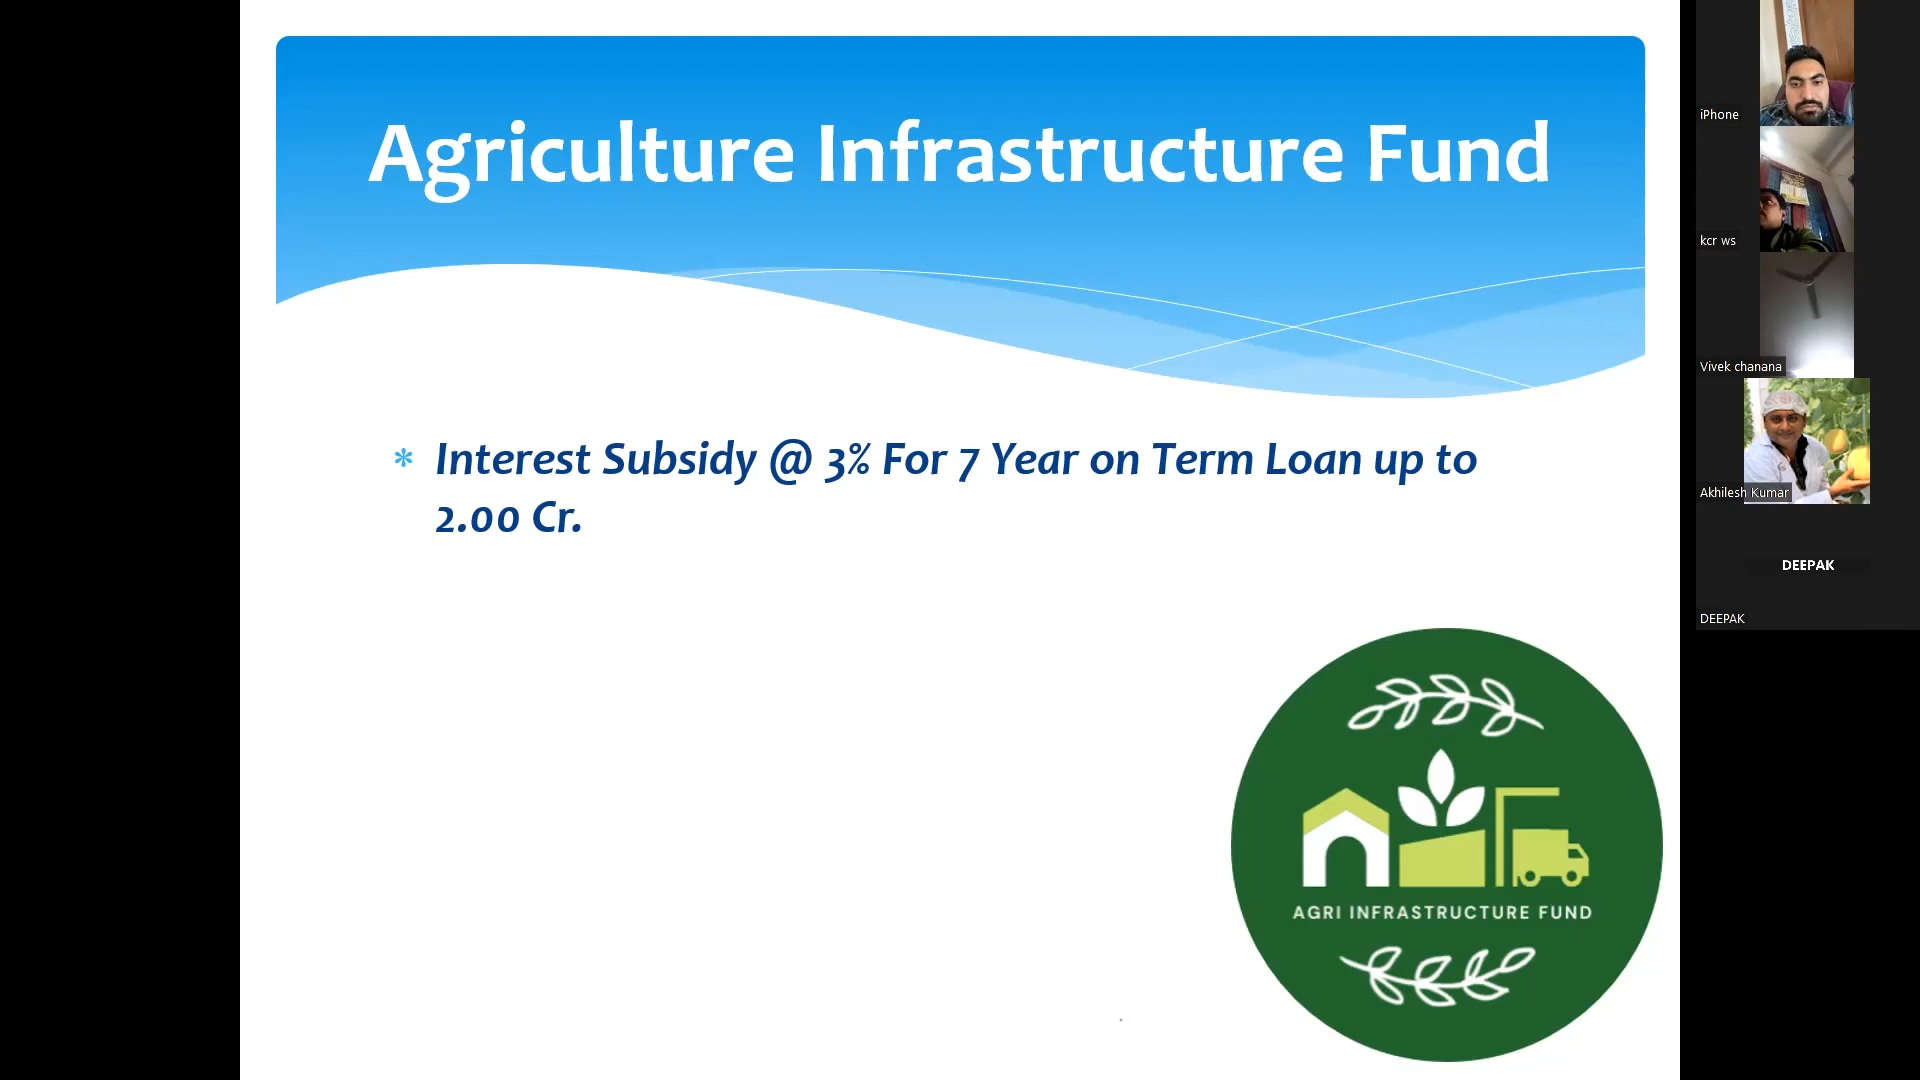 Agriculture Infrastructure Fund
* Interest Subsidy @ 3% For 7 Year on Term Loan up to
2.00 Cr.
AGRI INFRASTRUCTURE FUND
iPhone
kcr ws
Vivek chanana
Akhilesh Kumar
DEEPAK
DEEPAK